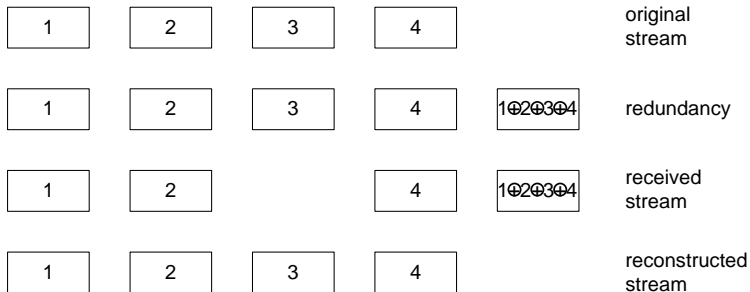 1 2 3 4 original
stream
1 2 3 4 1⊕2⊕3⊕4 redundancy
1 2 4 1⊕2⊕3⊕4 received
stream
1 2 3 4 reconstructed
stream